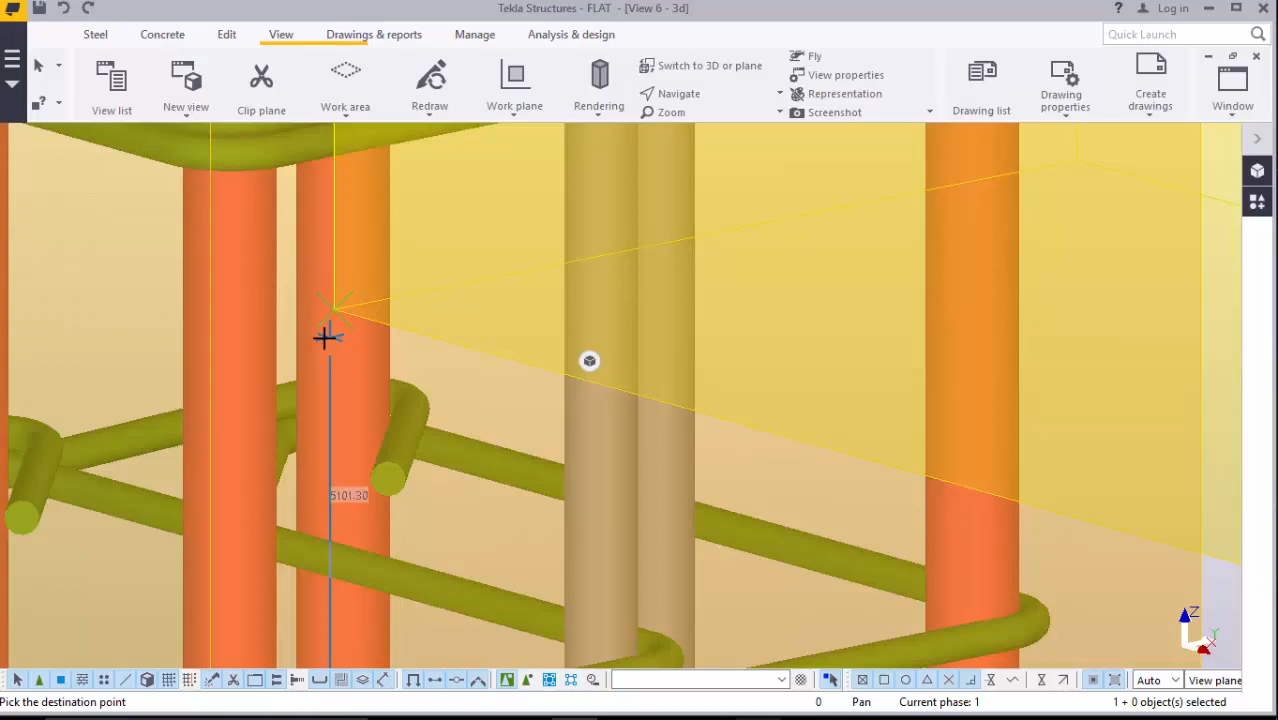 Tekla Structures - FLAT - [View 6 - 3d]
? Log in
Steel Concrete Edit View Drawings & reports Manage Analysis & design Quick Launch
View list New view Clip plane Work area Redraw Work plane Rendering
Switch to 3D or plane
Navigate
Zoom
Fly
View properties
Representation
Screenshot
Drawing list Drawing properties Create drawings Window
5101.30
Z
Y
X
Auto View plane
Pick the destination point 0 Pan Current phase: 1 1 + 0 object(s) selected